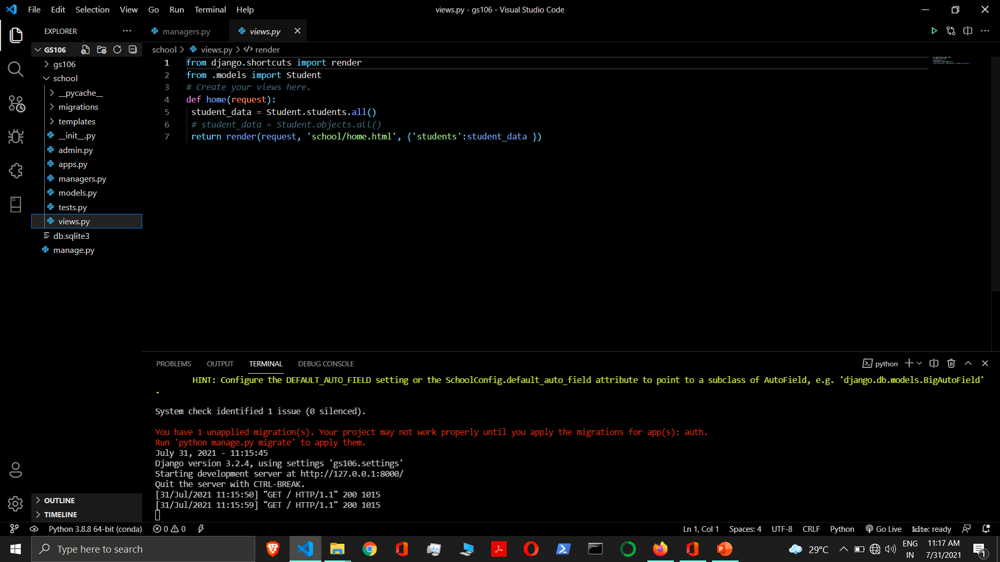 File Edit Selection View Go Run Terminal Help
views.py - gs106 - Visual Studio Code
EXPLORER
managers.py
views.py
GS106
school > views.py > render
gs106
school
__pycache__
migrations
templates
__init__.py
admin.py
apps.py
managers.py
models.py
tests.py
views.py
db.sqlite3
manage.py
OUTLINE
TIMELINE
1 from django.shortcuts import render
2 from .models import Student
3 # Create your views here.
4 def home(request):
5 student_data = Student.students.all()
6 # student_data = Student.objects.all()
7 return render(request, 'school/home.html', {'students':student_data })
PROBLEMS OUTPUT TERMINAL DEBUG CONSOLE
python
HINT: Configure the DEFAULT_AUTO_FIELD setting or the SchoolConfig.default_auto_field attribute to point to a subclass of AutoField, e.g. 'django.db.models.BigAutoField'
.
System check identified 1 issue (0 silenced).
You have 1 unapplied migration(s). Your project may not work properly until you apply the migrations for app(s): auth.
Run 'python manage.py migrate' to apply them.
July 31, 2021 - 11:15:45
Django version 3.2.4, using settings 'gs106.settings'
Starting development server at http://127.0.0.1:8000/
Quit the server with CTRL-BREAK.
[31/Jul/2021 11:15:50] "GET / HTTP/1.1" 200 1015
[31/Jul/2021 11:15:59] "GET / HTTP/1.1" 200 1015
Python 3.8.8 64-bit (conda) 0 0
Ln 1, Col 1 Spaces: 4 UTF-8 CRLF Python Go Live kite: ready
Type here to search
29°C
ENG
IN
11:17 AM
7/31/2021
1